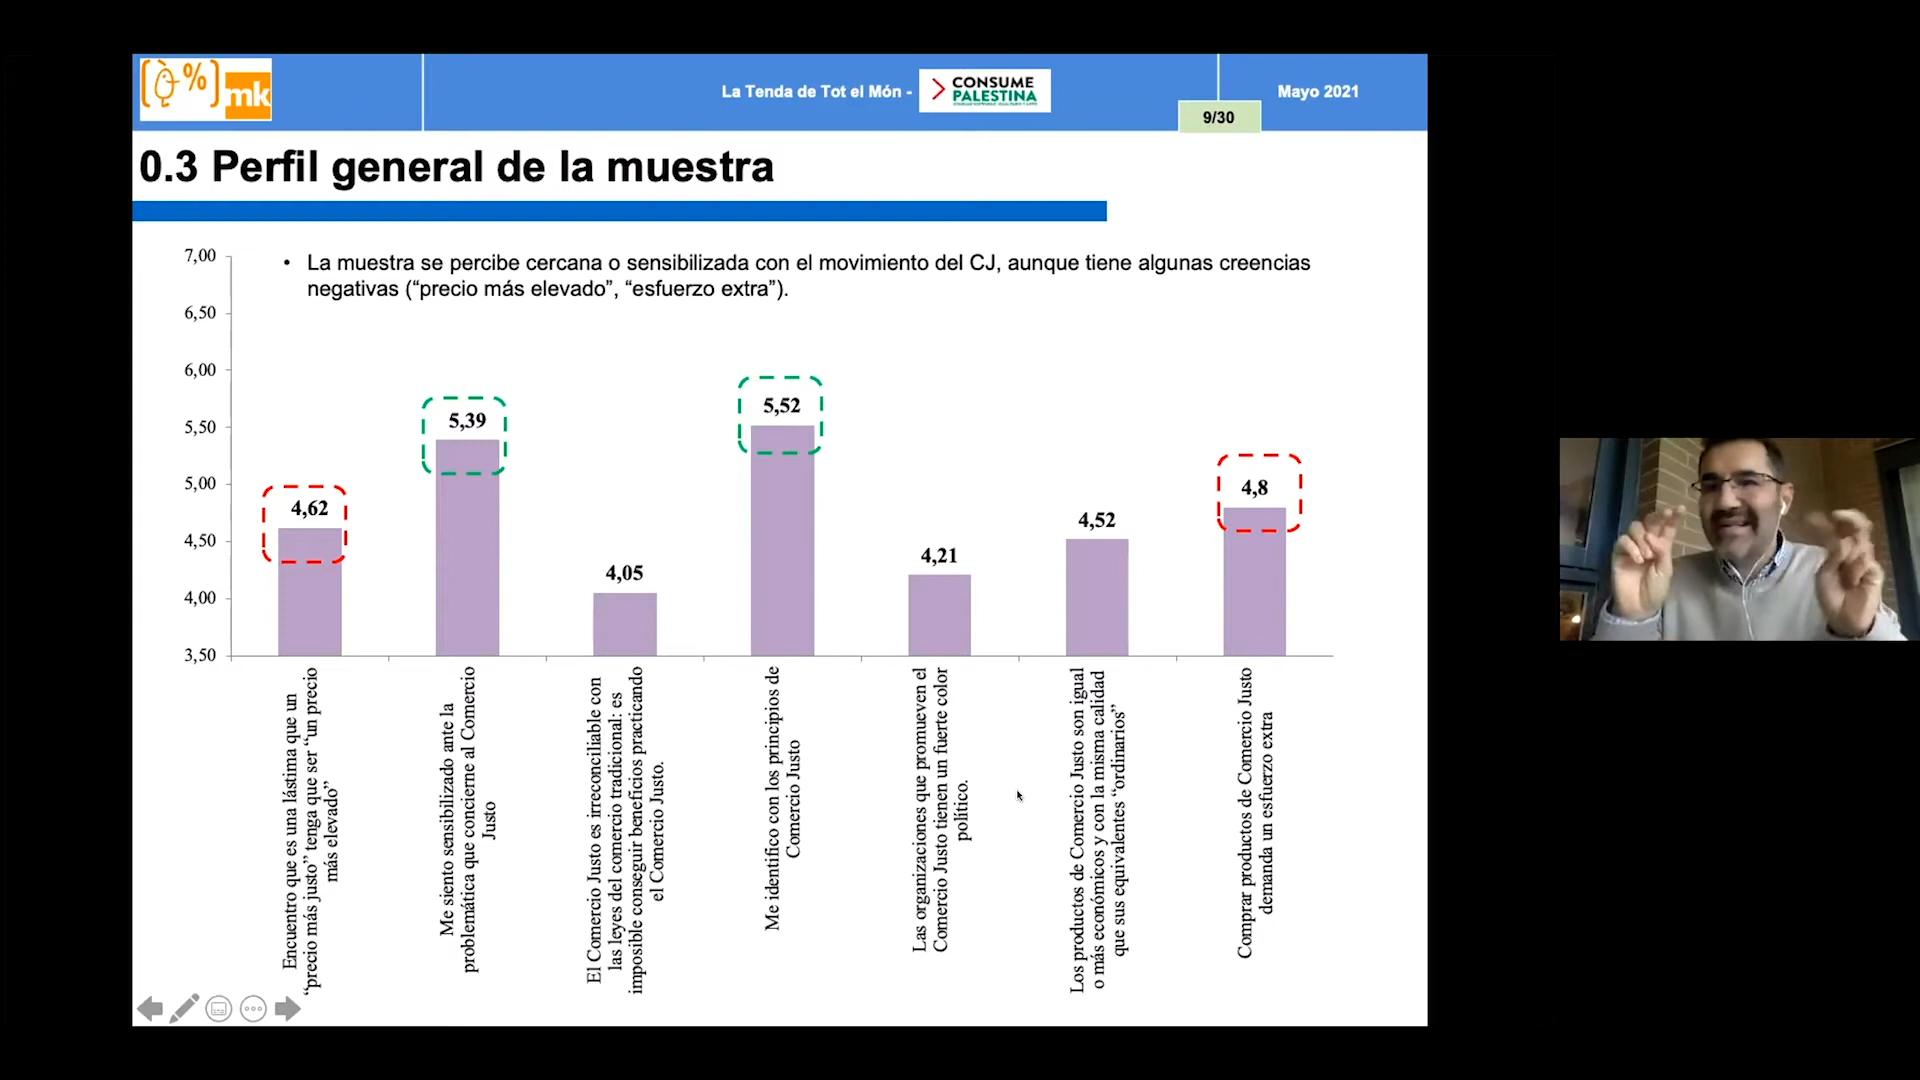 [ò%]
mk
La Tenda de Tot el Món -
CONSUME
PALESTINA
Mayo 2021
9/30
0.3 Perfil general de la muestra
• La muestra se percibe cercana o sensibilizada con el movimiento del CJ, aunque tiene algunas creencias
negativas (“precio más elevado”, “esfuerzo extra”).
7,00
6,50
6,00
5,50
5,00
4,50
4,00
3,50
4,62
5,39
4,05
5,52
4,21
4,52
4,8
Encuentro que es una lástima que un
“precio más justo” tenga que ser “un precio
más elevado”
Me siento sensibilizado ante la
problemática que concierne al Comercio
Justo
El Comercio Justo es irreconciliable con
las leyes del comercio tradicional: es
imposible conseguir beneficios practicando
el Comercio Justo.
Me identifico con los principios de
Comercio Justo
Las organizaciones que promueven el
Comercio Justo tienen un fuerte color
político.
Los productos de Comercio Justo son igual
o más económicos y con la misma calidad
que sus equivalentes “ordinarios”
Comprar productos de Comercio Justo
demanda un esfuerzo extra